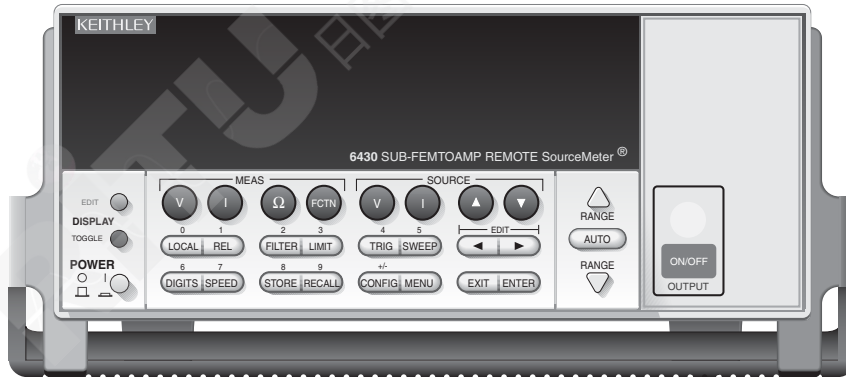 KEITHLEY
6430 SUB-FEMTOAMP REMOTE SourceMeter ®
MEAS
SOURCE
EDIT
V I Ω FCTN
V I ▲ ▼
RANGE
DISPLAY
0 1 2 3 4 5
EDIT
TOGGLE
LOCAL REL FILTER LIMIT TRIG SWEEP ◀ ▶
AUTO
POWER
6 7 8 9 +/-
RANGE
DIGITS SPEED STORE RECALL CONFIG MENU EXIT ENTER
ON/OFF
OUTPUT